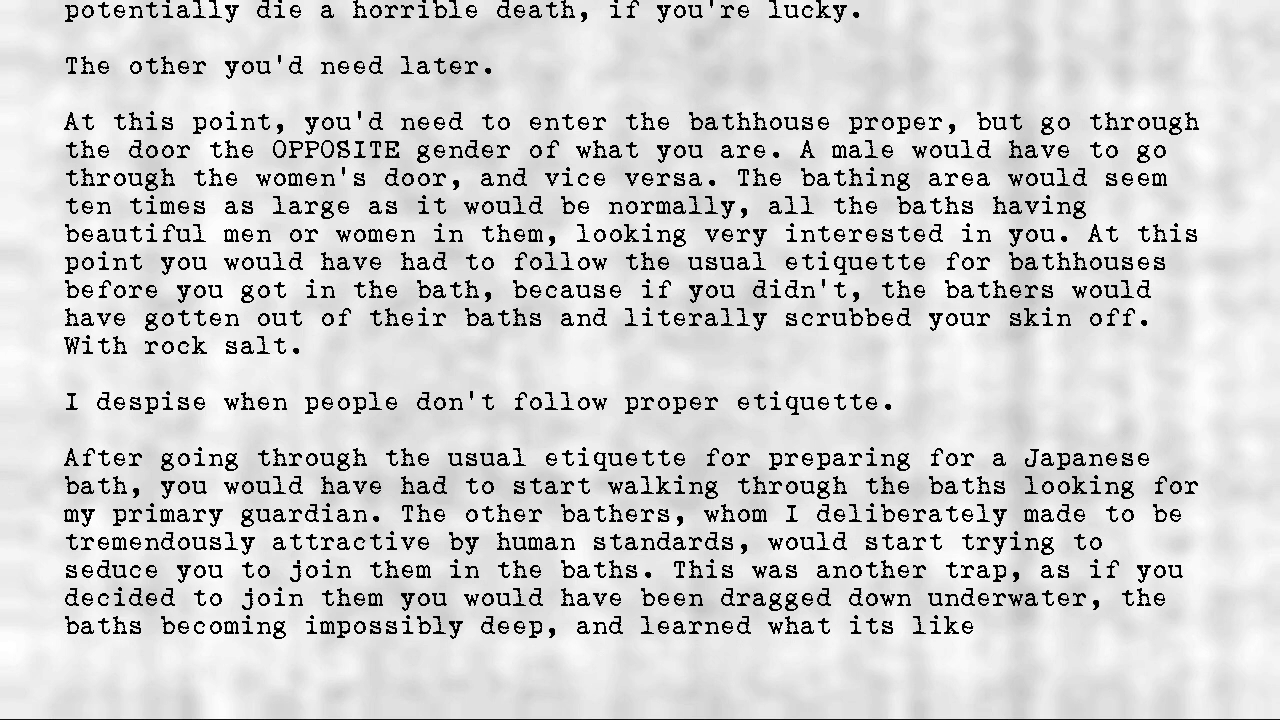 potentially die a horrible death, if you're lucky.
The other you'd need later.
At this point, you'd need to enter the bathhouse proper, but go through
the door the OPPOSITE gender of what you are. A male would have to go
through the women's door, and vice versa. The bathing area would seem
ten times as large as it would be normally, all the baths having
beautiful men or women in them, looking very interested in you. At this
point you would have had to follow the usual etiquette for bathhouses
before you got in the bath, because if you didn't, the bathers would
have gotten out of their baths and literally scrubbed your skin off.
With rock salt.
I despise when people don't follow proper etiquette.
After going through the usual etiquette for preparing for a Japanese
bath, you would have had to start walking through the baths looking for
my primary guardian. The other bathers, whom I deliberately made to be
tremendously attractive by human standards, would start trying to
seduce you to join them in the baths. This was another trap, as if you
decided to join them you would have been dragged down underwater, the
baths becoming impossibly deep, and learned what its like